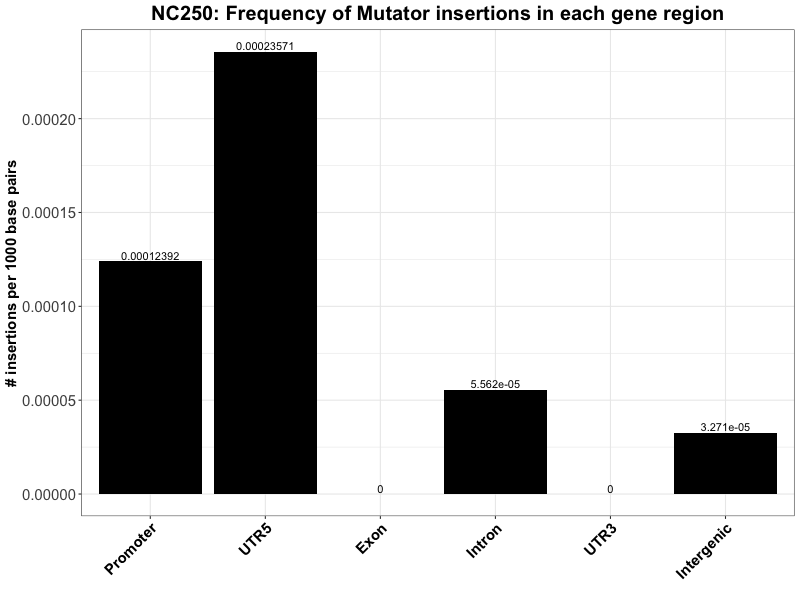 NC250: Frequency of Mutator insertions in each gene region
# insertions per 1000 base pairs
0.00020
0.00015
0.00010
0.00005
0.00000
0.00012392
0.00023571
0
5.562e-05
0
3.271e-05
Promoter
UTR5
Exon
Intron
UTR3
Intergenic